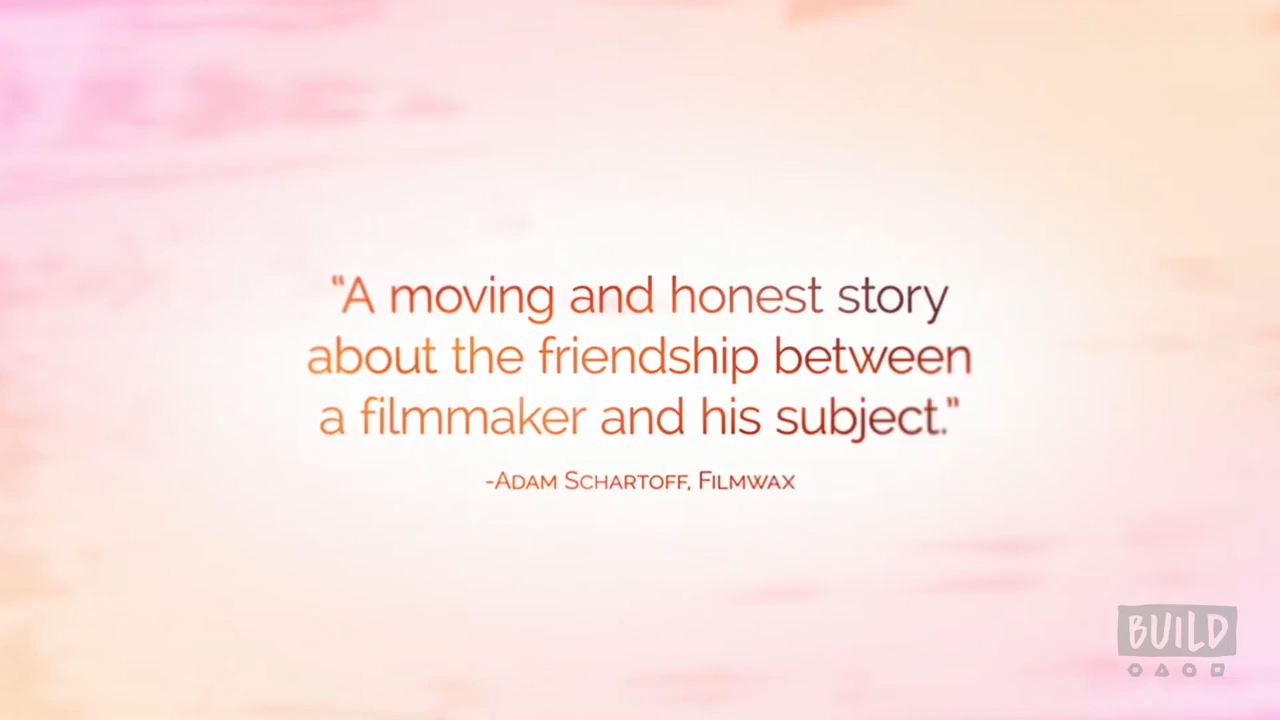 “A moving and honest story
about the friendship between
a filmmaker and his subject.”
-Adam Schartoff, Filmwax
BUILD